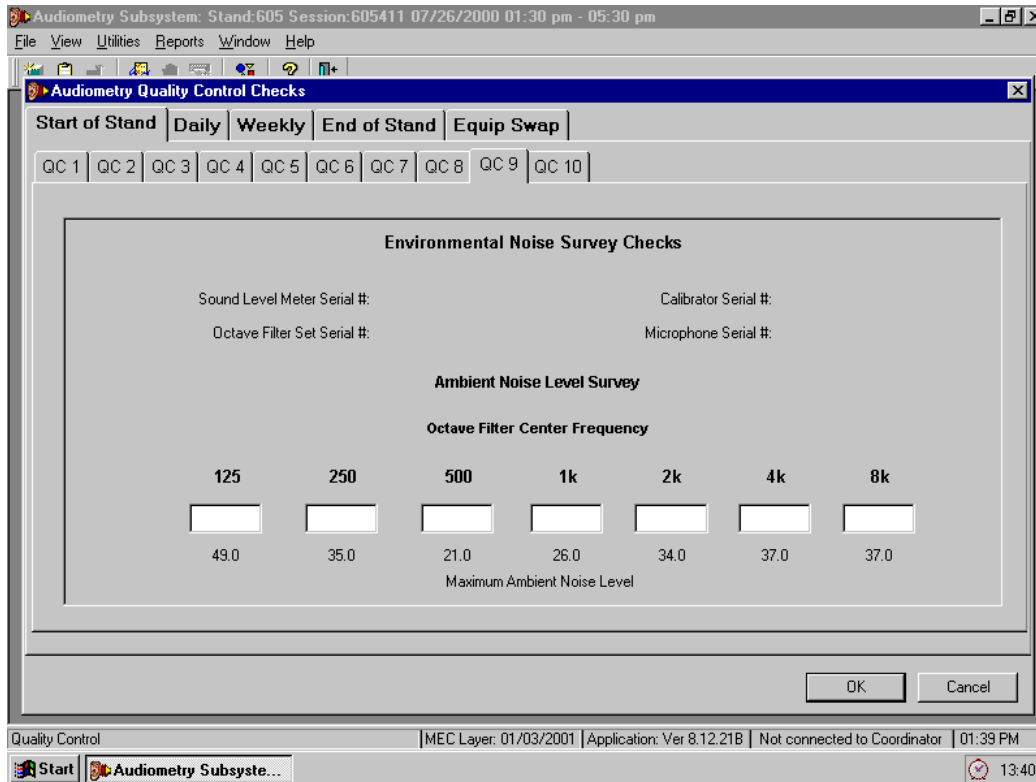 Audiometry Subsystem: Stand:605 Session:605411 07/26/2000 01:30 pm - 05:30 pm
File View Utilities Reports Window Help
Audiometry Quality Control Checks
Start of Stand Daily Weekly End of Stand Equip Swap
QC 1 QC 2 QC 3 QC 4 QC 5 QC 6 QC 7 QC 8 QC 9 QC 10
Environmental Noise Survey Checks
Sound Level Meter Serial #: Calibrator Serial #:
Octave Filter Set Serial #: Microphone Serial #:
Ambient Noise Level Survey
Octave Filter Center Frequency
125 250 500 1k 2k 4k 8k
49.0 35.0 21.0 26.0 34.0 37.0 37.0
Maximum Ambient Noise Level
OK Cancel
Quality Control MEC Layer: 01/03/2001 Application: Ver 8.12.21B Not connected to Coordinator 01:39 PM
Start Audiometry Subsyste... 13:40